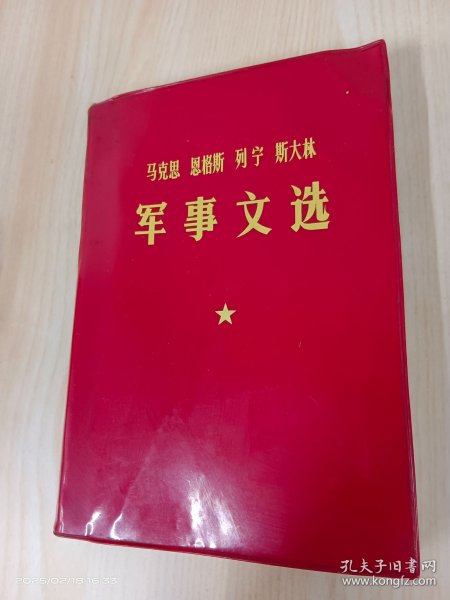 马克思 恩格斯 列宁 斯大林
军事文选
2025/02/18 16:33
孔夫子旧书网
www.kongfz.com